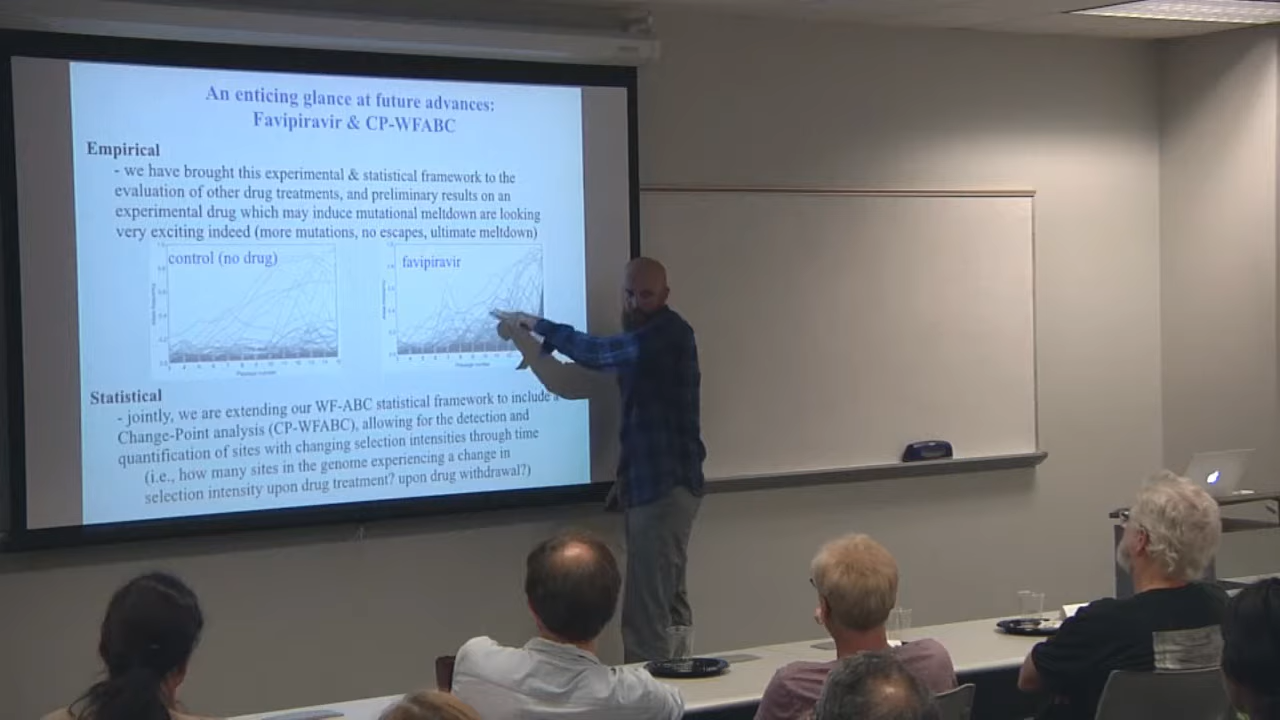 An enticing glance at future advances:
Favipiravir & CP-WFABC
Empirical
- we have brought this experimental & statistical framework to the
evaluation of other drug treatments, and preliminary results on an
experimental drug which may induce mutational meltdown are looking
very exciting indeed (more mutations, no escapes, ultimate meltdown)
control (no drug)
favipiravir
Passage number
Passage number
Statistical
- jointly, we are extending our WF-ABC statistical framework to include a
Change-Point analysis (CP-WFABC), allowing for the detection and
quantification of sites with changing selection intensities through time
(i.e., how many sites in the genome experiencing a change in
selection intensity upon drug treatment? upon drug withdrawal?)